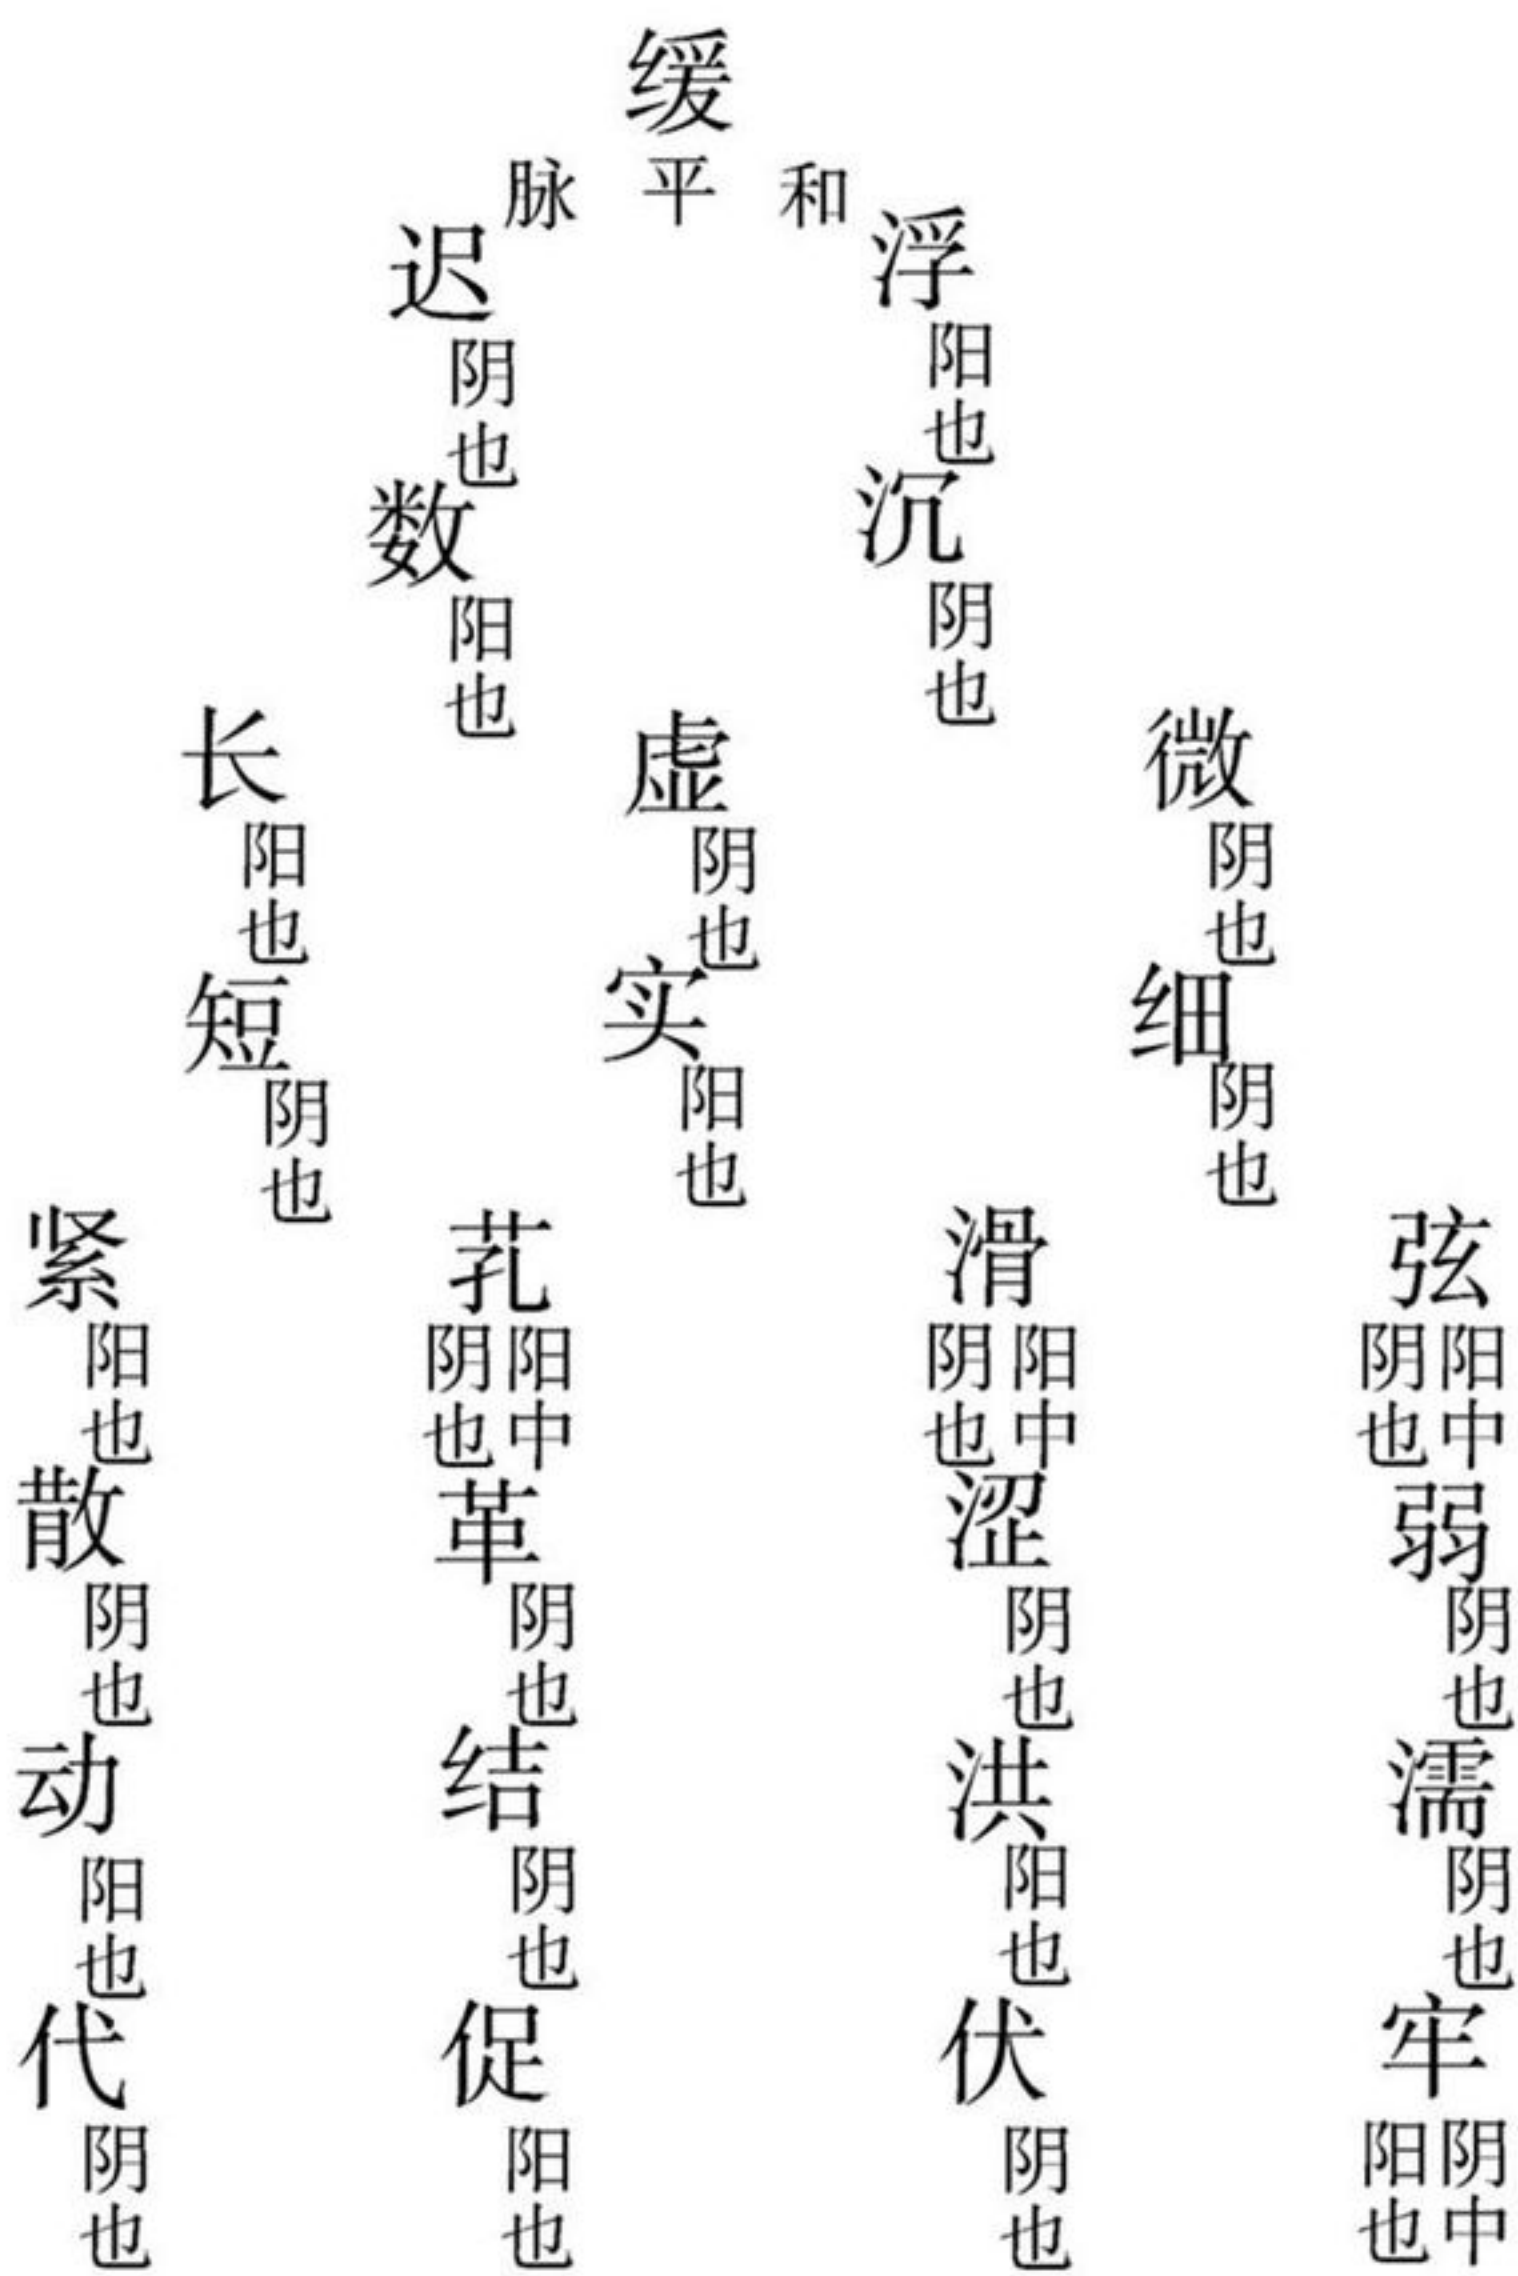 缓
和平脉
浮
阳也
沉
阴也
迟
阴也
数
阳也
微
阴也
细
阴也
虚
阴也
实
阳也
长
阳也
短
阴也
弦
阳中
阴也
弱
阴也
濡
阴也
牢
阴中
阳也
滑
阳中
阴也
涩
阴也
洪
阳也
伏
阴也
芤
阳中
阴也
革
阴也
结
阴也
促
阳也
紧
阳也
散
阴也
动
阳也
代
阴也